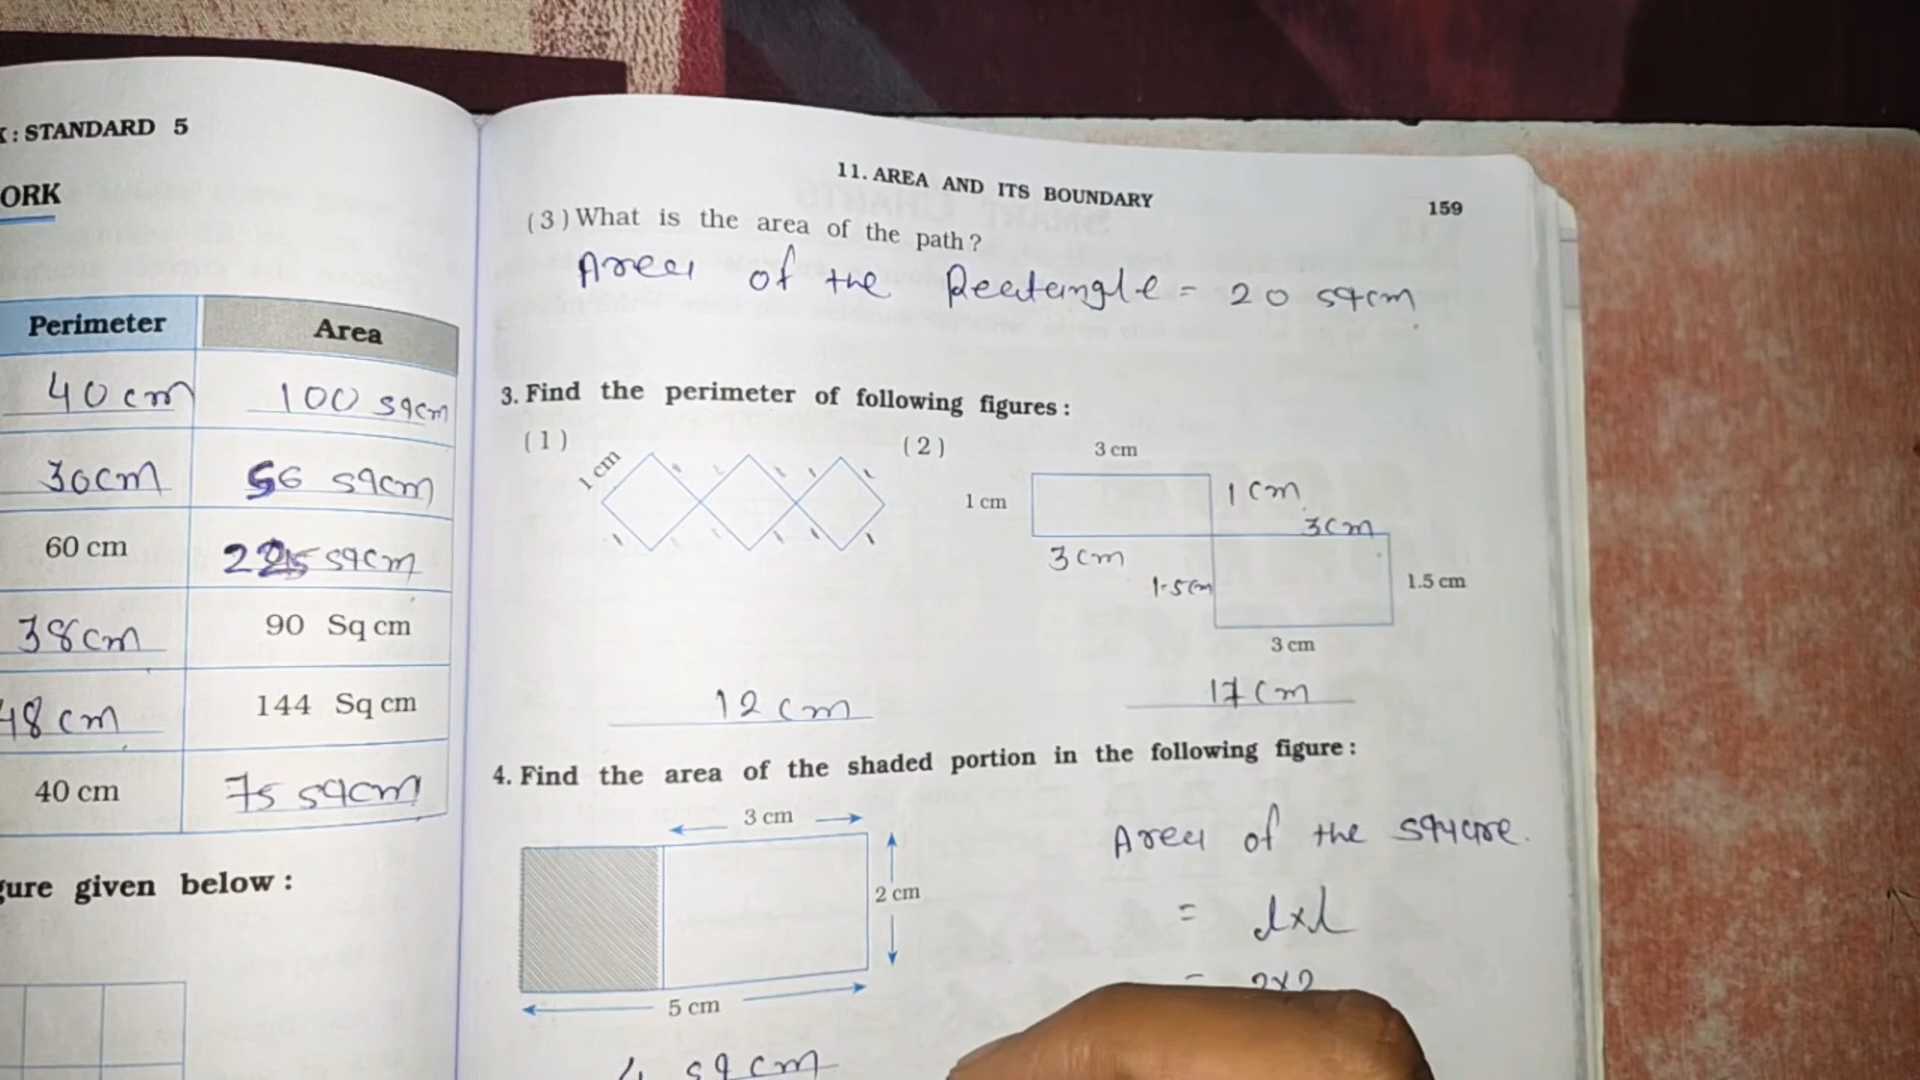 : STANDARD 5
ORK
Perimeter Area
40 cm 100 sqcm
30cm 56 sqcm
60 cm 225 sqcm
38cm 90 Sq cm
48 cm 144 Sq cm
40 cm 75 sqcm
gure given below :
11. AREA AND ITS BOUNDARY 159
(3) What is the area of the path?
Area of the Rectangle = 20 sqcm
3. Find the perimeter of following figures :
(1) (2)
1 cm
3 cm
1 cm 1 cm
3cm
3 cm
1.5cm 1.5 cm
3 cm
12 cm 17 cm
4. Find the area of the shaded portion in the following figure :
3 cm
2 cm
5 cm
4 sqcm
Area of the square.
= l×l
= 2×2